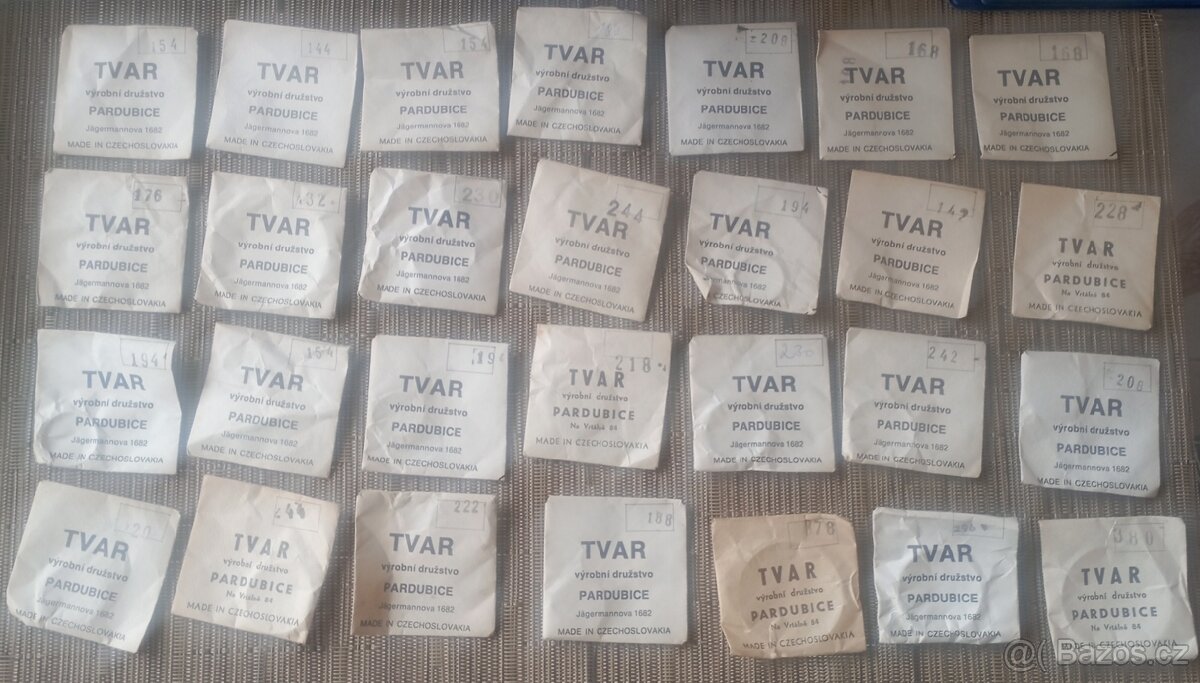 154
TVAR
výrobní družstvo
PARDUBICE
Jägermannova 1682
MADE IN CZECHOSLOVAKIA
144
TVAR
výrobní družstvo
PARDUBICE
Jägermannova 1682
MADE IN CZECHOSLOVAKIA
154
TVAR
výrobní družstvo
PARDUBICE
Jägermannova 1682
MADE IN CZECHOSLOVAKIA
TVAR
výrobní družstvo
PARDUBICE
Jägermannova 1682
MADE IN CZECHOSLOVAKIA
208
TVAR
výrobní družstvo
PARDUBICE
Jägermannova 1682
MADE IN CZECHOSLOVAKIA
168
TVAR
výrobní družstvo
PARDUBICE
Jägermannova 1682
MADE IN CZECHOSLOVAKIA
168
TVAR
výrobní družstvo
PARDUBICE
Jägermannova 1682
MADE IN CZECHOSLOVAKIA
176
TVAR
výrobní družstvo
PARDUBICE
Jägermannova 1682
MADE IN CZECHOSLOVAKIA
TVAR
výrobní družstvo
PARDUBICE
Jägermannova 1682
MADE IN CZECHOSLOVAKIA
230
TVAR
výrobní družstvo
PARDUBICE
Jägermannova 1682
MADE IN CZECHOSLOVAKIA
244
TVAR
výrobní družstvo
PARDUBICE
Jägermannova 1682
MADE IN CZECHOSLOVAKIA
194
TVAR
výrobní družstvo
PARDUBICE
Jägermannova 1682
CZECHOSLOVAKIA
TVAR
výrobní družstvo
PARDUBICE
Jägermannova 1682
MADE IN CZECHOSLOVAKIA
228
TVAR
výrobní družstvo
PARDUBICE
Na Vrtálně 84
MADE IN CZECHOSLOVAKIA
194
TVAR
výrobní družstvo
PARDUBICE
Jägermannova 1682
MADE IN CZECHOSLOVAKIA
TVAR
výrobní družstvo
PARDUBICE
Jägermannova 1682
MADE IN CZECHOSLOVAKIA
TVAR
výrobní družstvo
PARDUBICE
Jägermannova 1682
MADE IN CZECHOSLOVAKIA
218
TVAR
výrobní družstvo
PARDUBICE
Na Vrtálně 84
MADE IN CZECHOSLOVAKIA
230
TVAR
výrobní družstvo
PARDUBICE
Jägermannova 1682
MADE IN CZECHOSLOVAKIA
242
TVAR
výrobní družstvo
PARDUBICE
Jägermannova 1682
MADE IN CZECHOSLOVAKIA
208
TVAR
výrobní družstvo
PARDUBICE
Jägermannova 1682
MADE IN CZECHOSLOVAKIA
TVAR
výrobní družstvo
PARDUBICE
Jägermannova 1682
MADE IN CZECHOSLOVAKIA
TVAR
výrobní družstvo
PARDUBICE
Na Vrtálně 84
MADE IN CZECHOSLOVAKIA
222
TVAR
výrobní družstvo
PARDUBICE
Jägermannova 1682
MADE IN CZECHOSLOVAKIA
188
TVAR
výrobní družstvo
PARDUBICE
Jägermannova 1682
MADE IN CZECHOSLOVAKIA
TVAR
výrobní družstvo
PARDUBICE
Na Vrtálně 84
MADE IN CZECHOSLOVAKIA
TVAR
výrobní družstvo
PARDUBICE
Jägermannova 1682
MADE IN CZECHOSLOVAKIA
380
TVAR
výrobní družstvo
PARDUBICE
Na Vrtálně 84
MADE IN CZECHOSLOVAKIA
Bazoš.cz